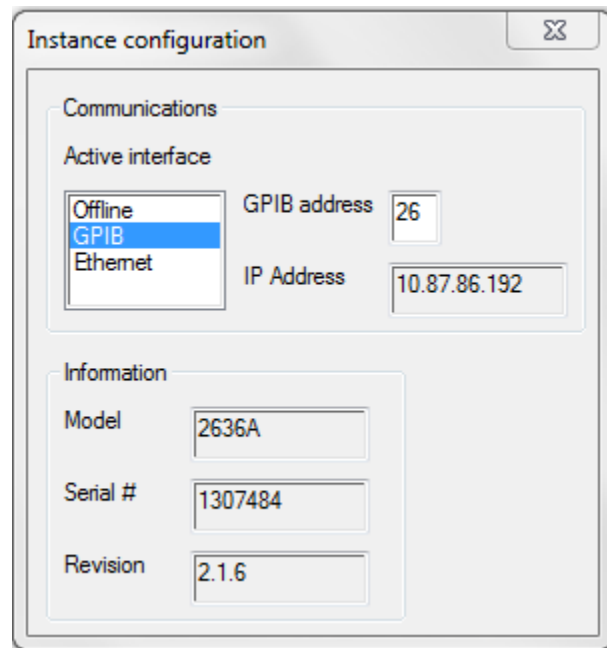 Instance configuration
Communications
Active interface
Offline
GPIB
Ethernet
GPIB address
26
IP Address
10.87.86.192
Information
Model
2636A
Serial #
1307484
Revision
2.1.6